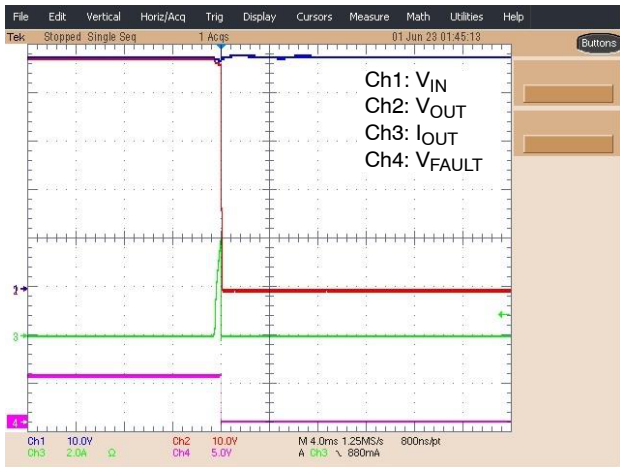 File Edit Vertical Horiz/Acq Trig Display Cursors Measure Math Utilities Help
Tek Stopped Single Seq 1 Acqs 01 Jun 23 01:45:13
Buttons
Ch1: VIN
Ch2: VOUT
Ch3: IOUT
Ch4: VFAULT
2
3
4
Ch1 10.0V Ch2 10.0V M 4.0ms 1.25MS/s 800ns/pt
Ch3 2.0A Ω Ch4 5.0V A Ch3 \ 880mA